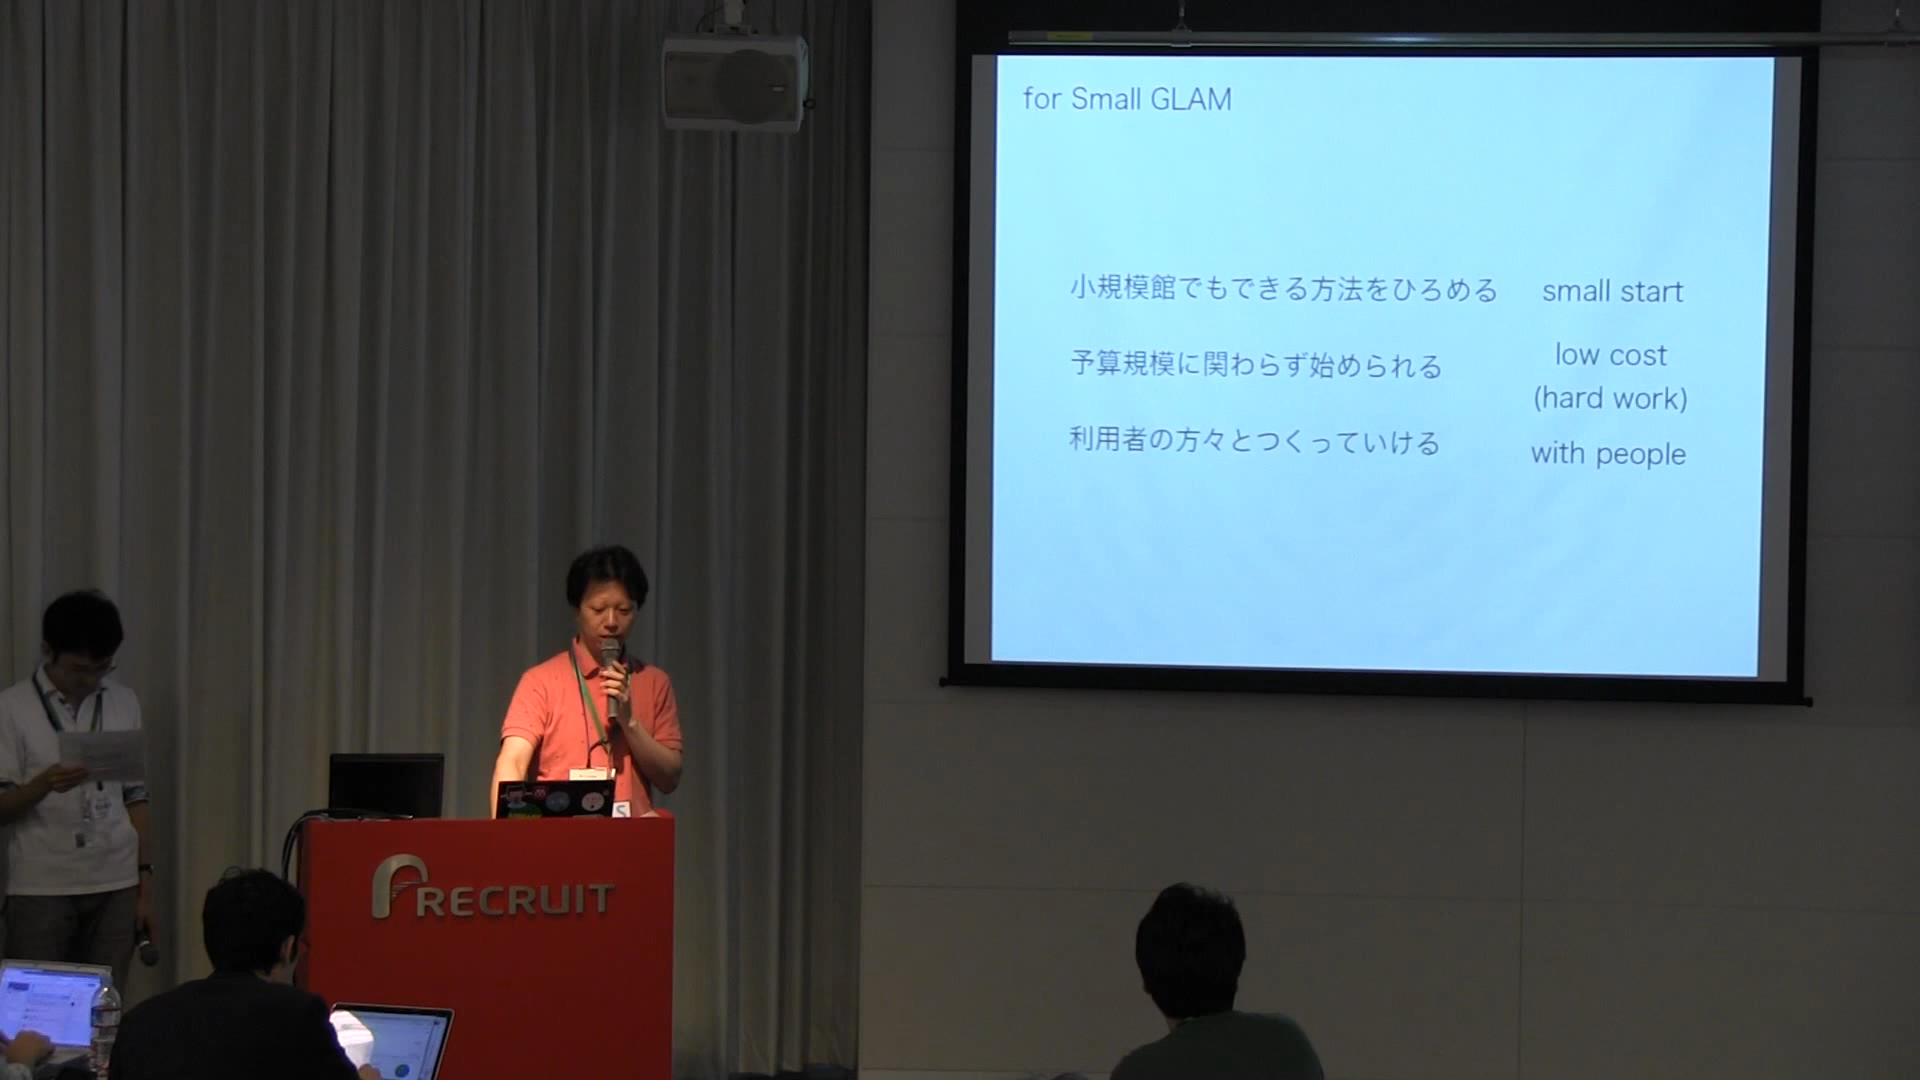 for Small GLAM
小規模館でもできる方法をひろめる small start
予算規模に関わらず始められる low cost
(hard work)
利用者の方々とつくっていける with people
RECRUIT
S